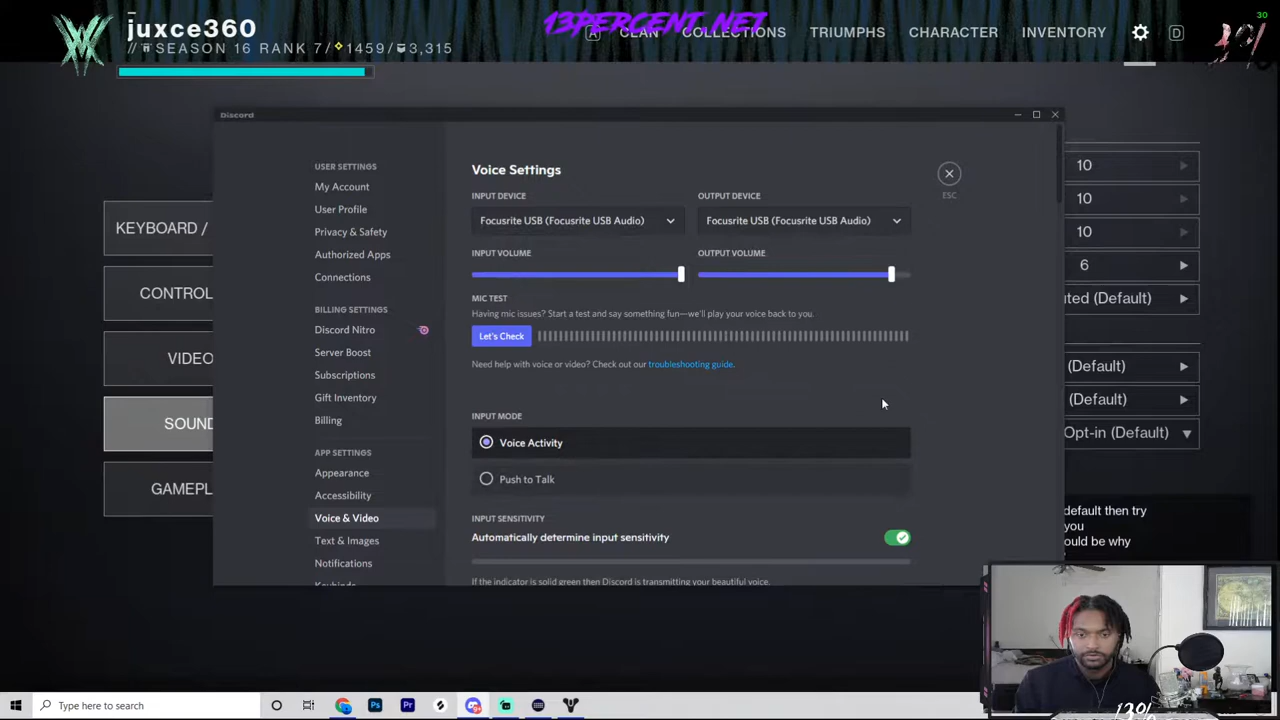 13PERCENT.NET
juxce360
// SEASON 16 RANK 7/ 1459/ 3,315
A CLAN COLLECTIONS TRIUMPHS CHARACTER INVENTORY D
30
Discord
KEYBOARD /
CONTROL
VIDEO
SOUND
GAMEPL
USER SETTINGS
My Account
User Profile
Privacy & Safety
Authorized Apps
Connections
BILLING SETTINGS
Discord Nitro
Server Boost
Subscriptions
Gift Inventory
Billing
APP SETTINGS
Appearance
Accessibility
Voice & Video
Text & Images
Notifications
Keybinds
Voice Settings
ESC
INPUT DEVICE OUTPUT DEVICE
Focusrite USB (Focusrite USB Audio) Focusrite USB (Focusrite USB Audio)
INPUT VOLUME OUTPUT VOLUME
MIC TEST
Having mic issues? Start a test and say something fun—we'll play your voice back to you.
Let's Check
Need help with voice or video? Check out our troubleshooting guide.
INPUT MODE
Voice Activity
Push to Talk
INPUT SENSITIVITY
Automatically determine input sensitivity
If the indicator is solid green then Discord is transmitting your beautiful voice.
10
10
10
6
uted (Default)
(Default)
(Default)
Opt-in (Default)
default then try
you
ould be why
13%
Type here to search
Ps
Pr